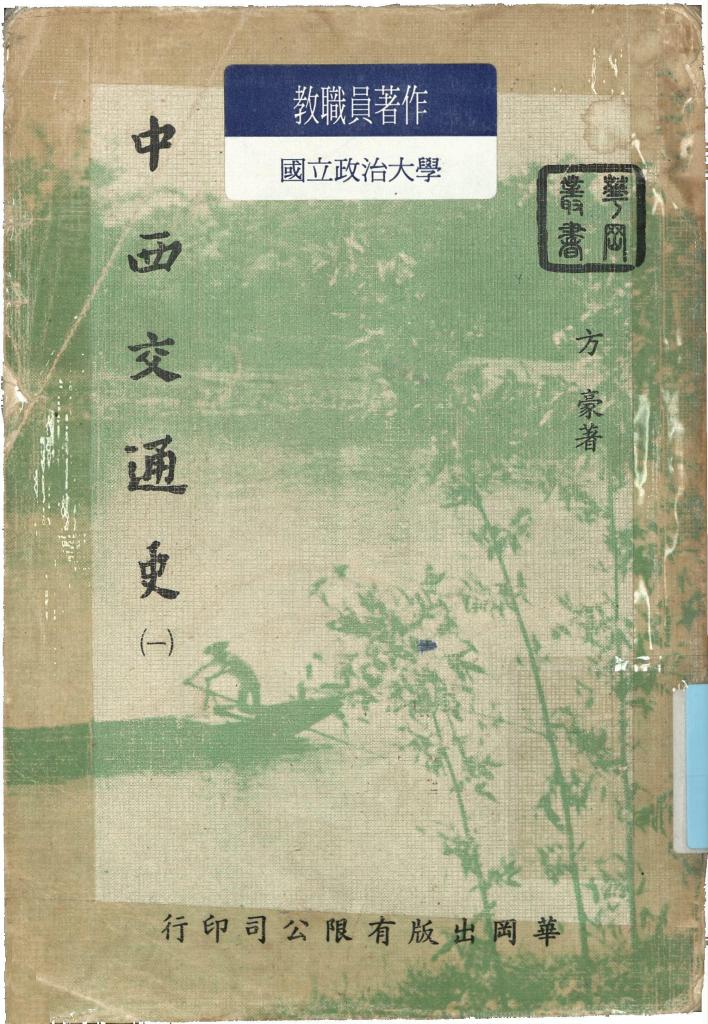 教職員著作
國立政治大學
華岡
叢書
方豪著
中西交通史
(一)
行印司公限有版出岡華